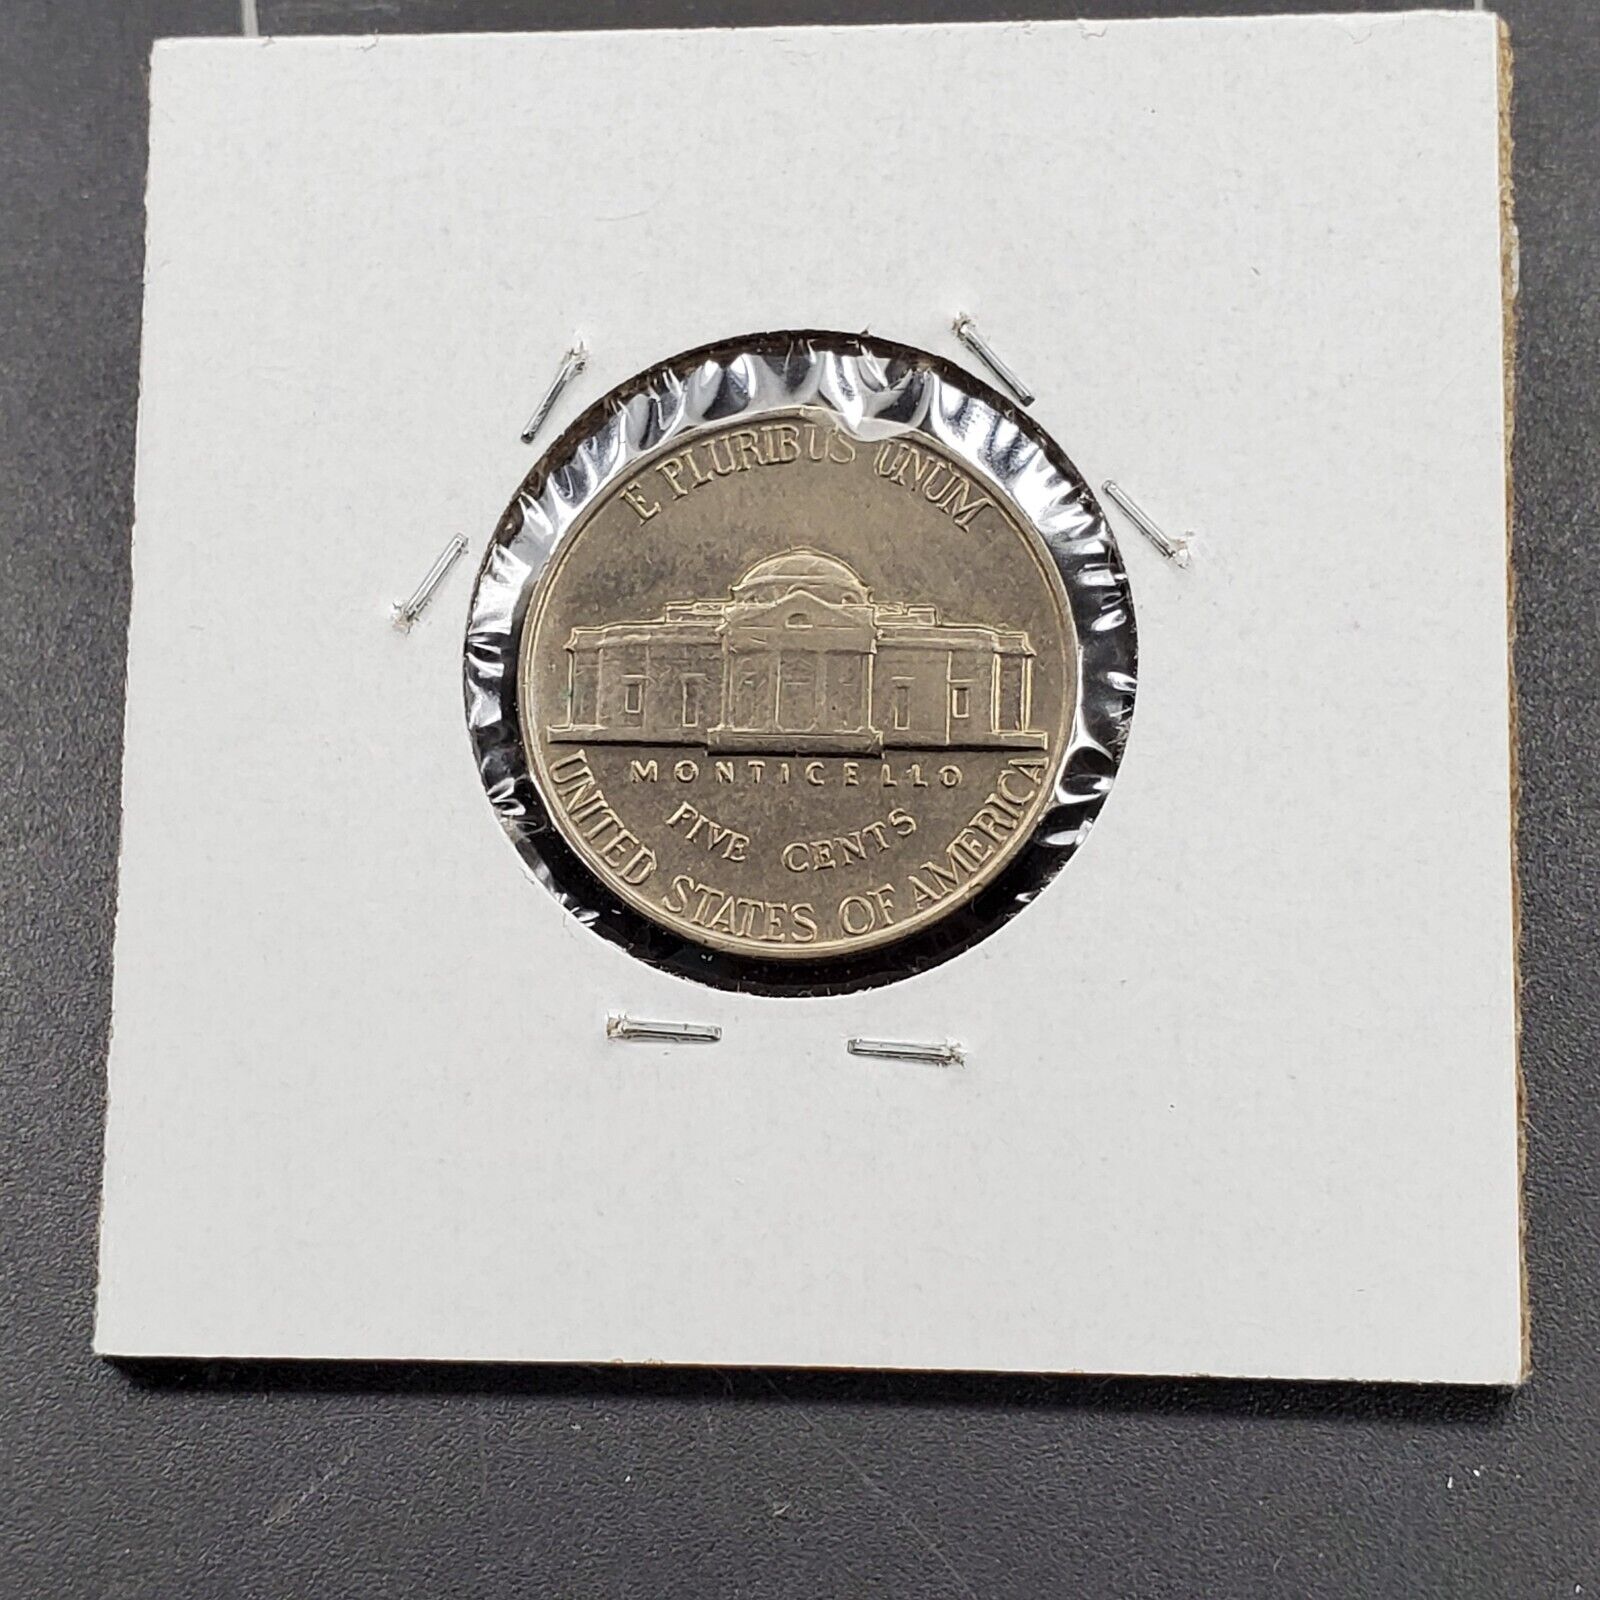 E PLURIBUS UNUM
MONTICELLO
FIVE CENTS
UNITED STATES OF AMERICA